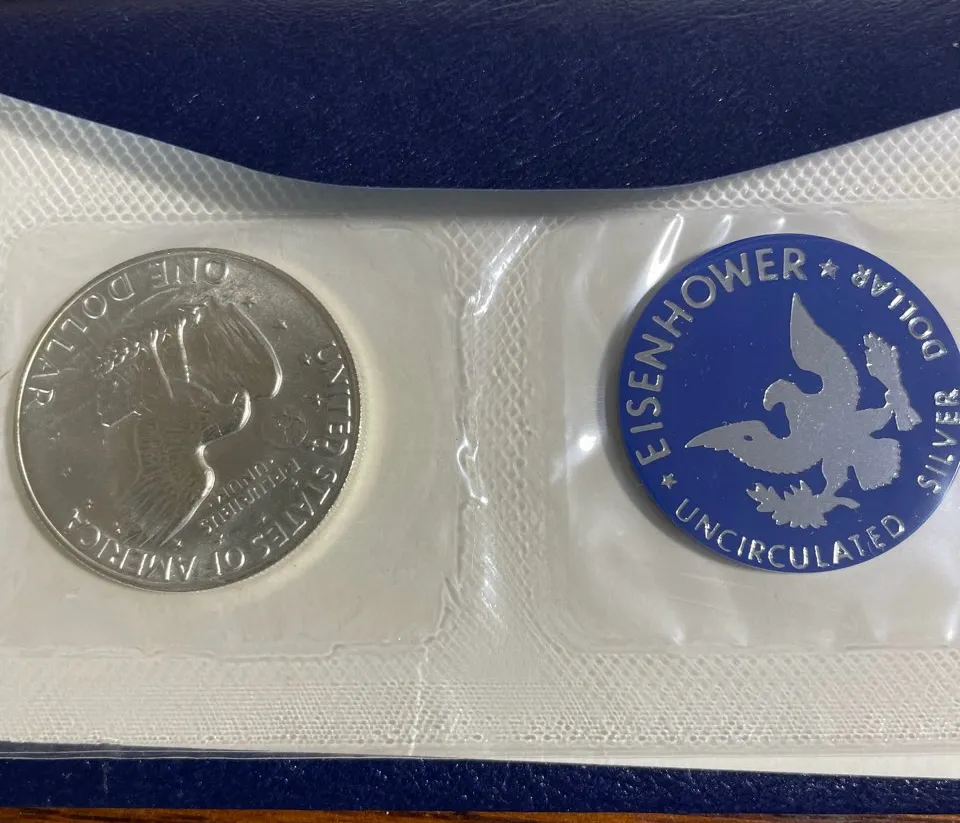 UNITED STATES OF AMERICA
E PLURIBUS
UNUM
ONE DOLLAR
★ EISENHOWER ★
UNCIRCULATED SILVER DOLLAR